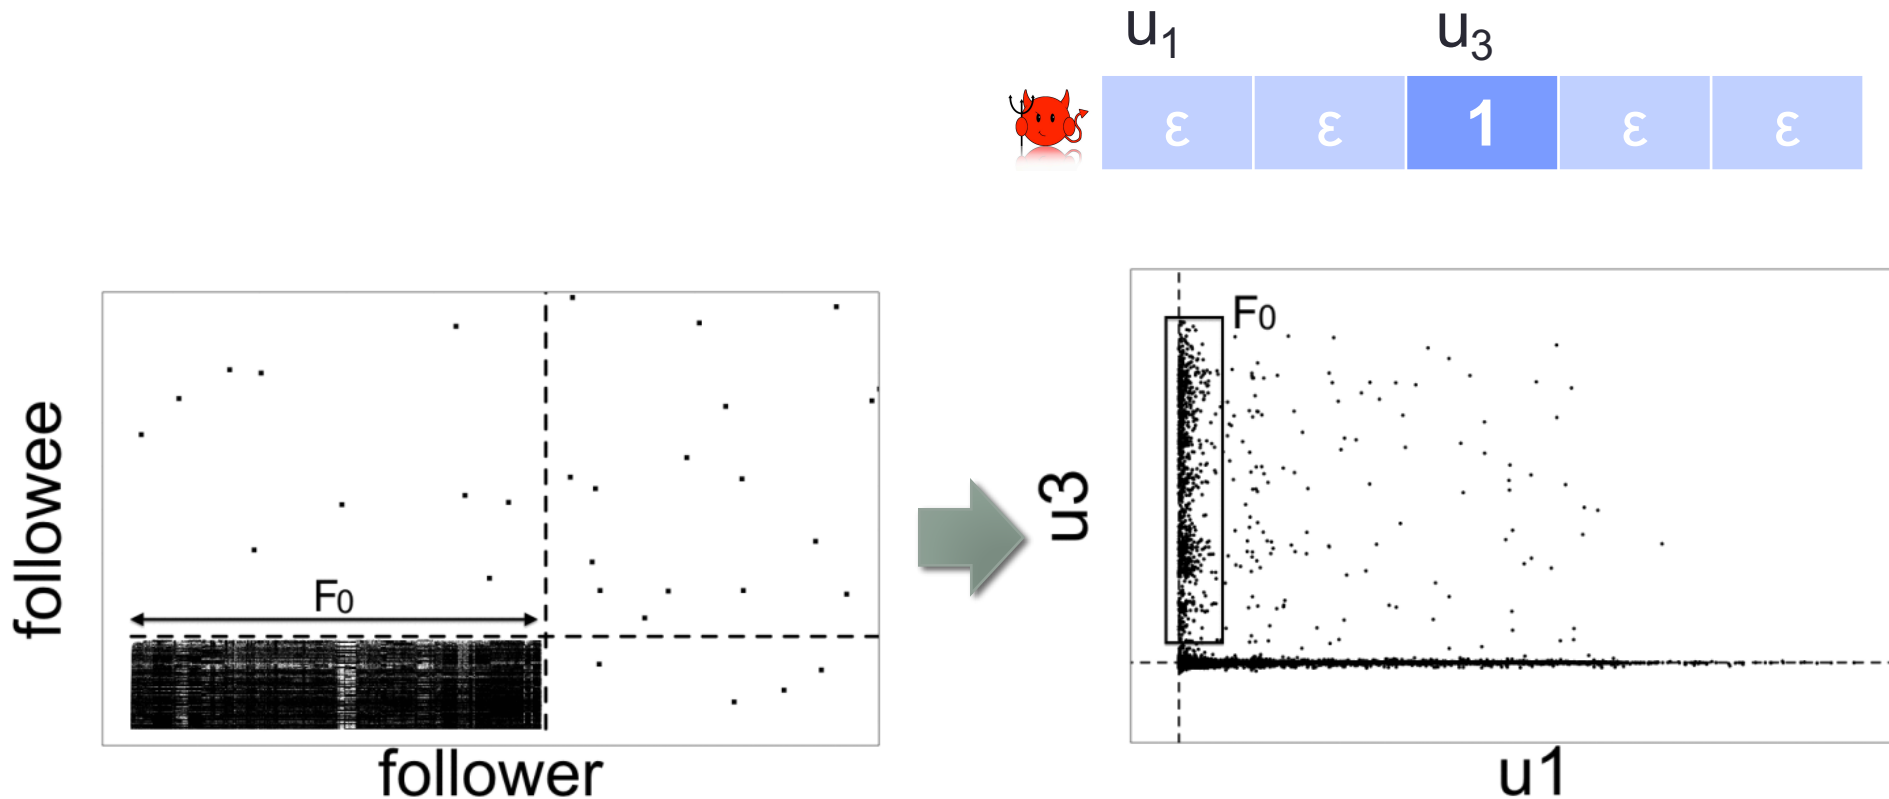 u₁ u₃
ε ε 1 ε ε
followee
F₀
follower
u3
F₀
u1